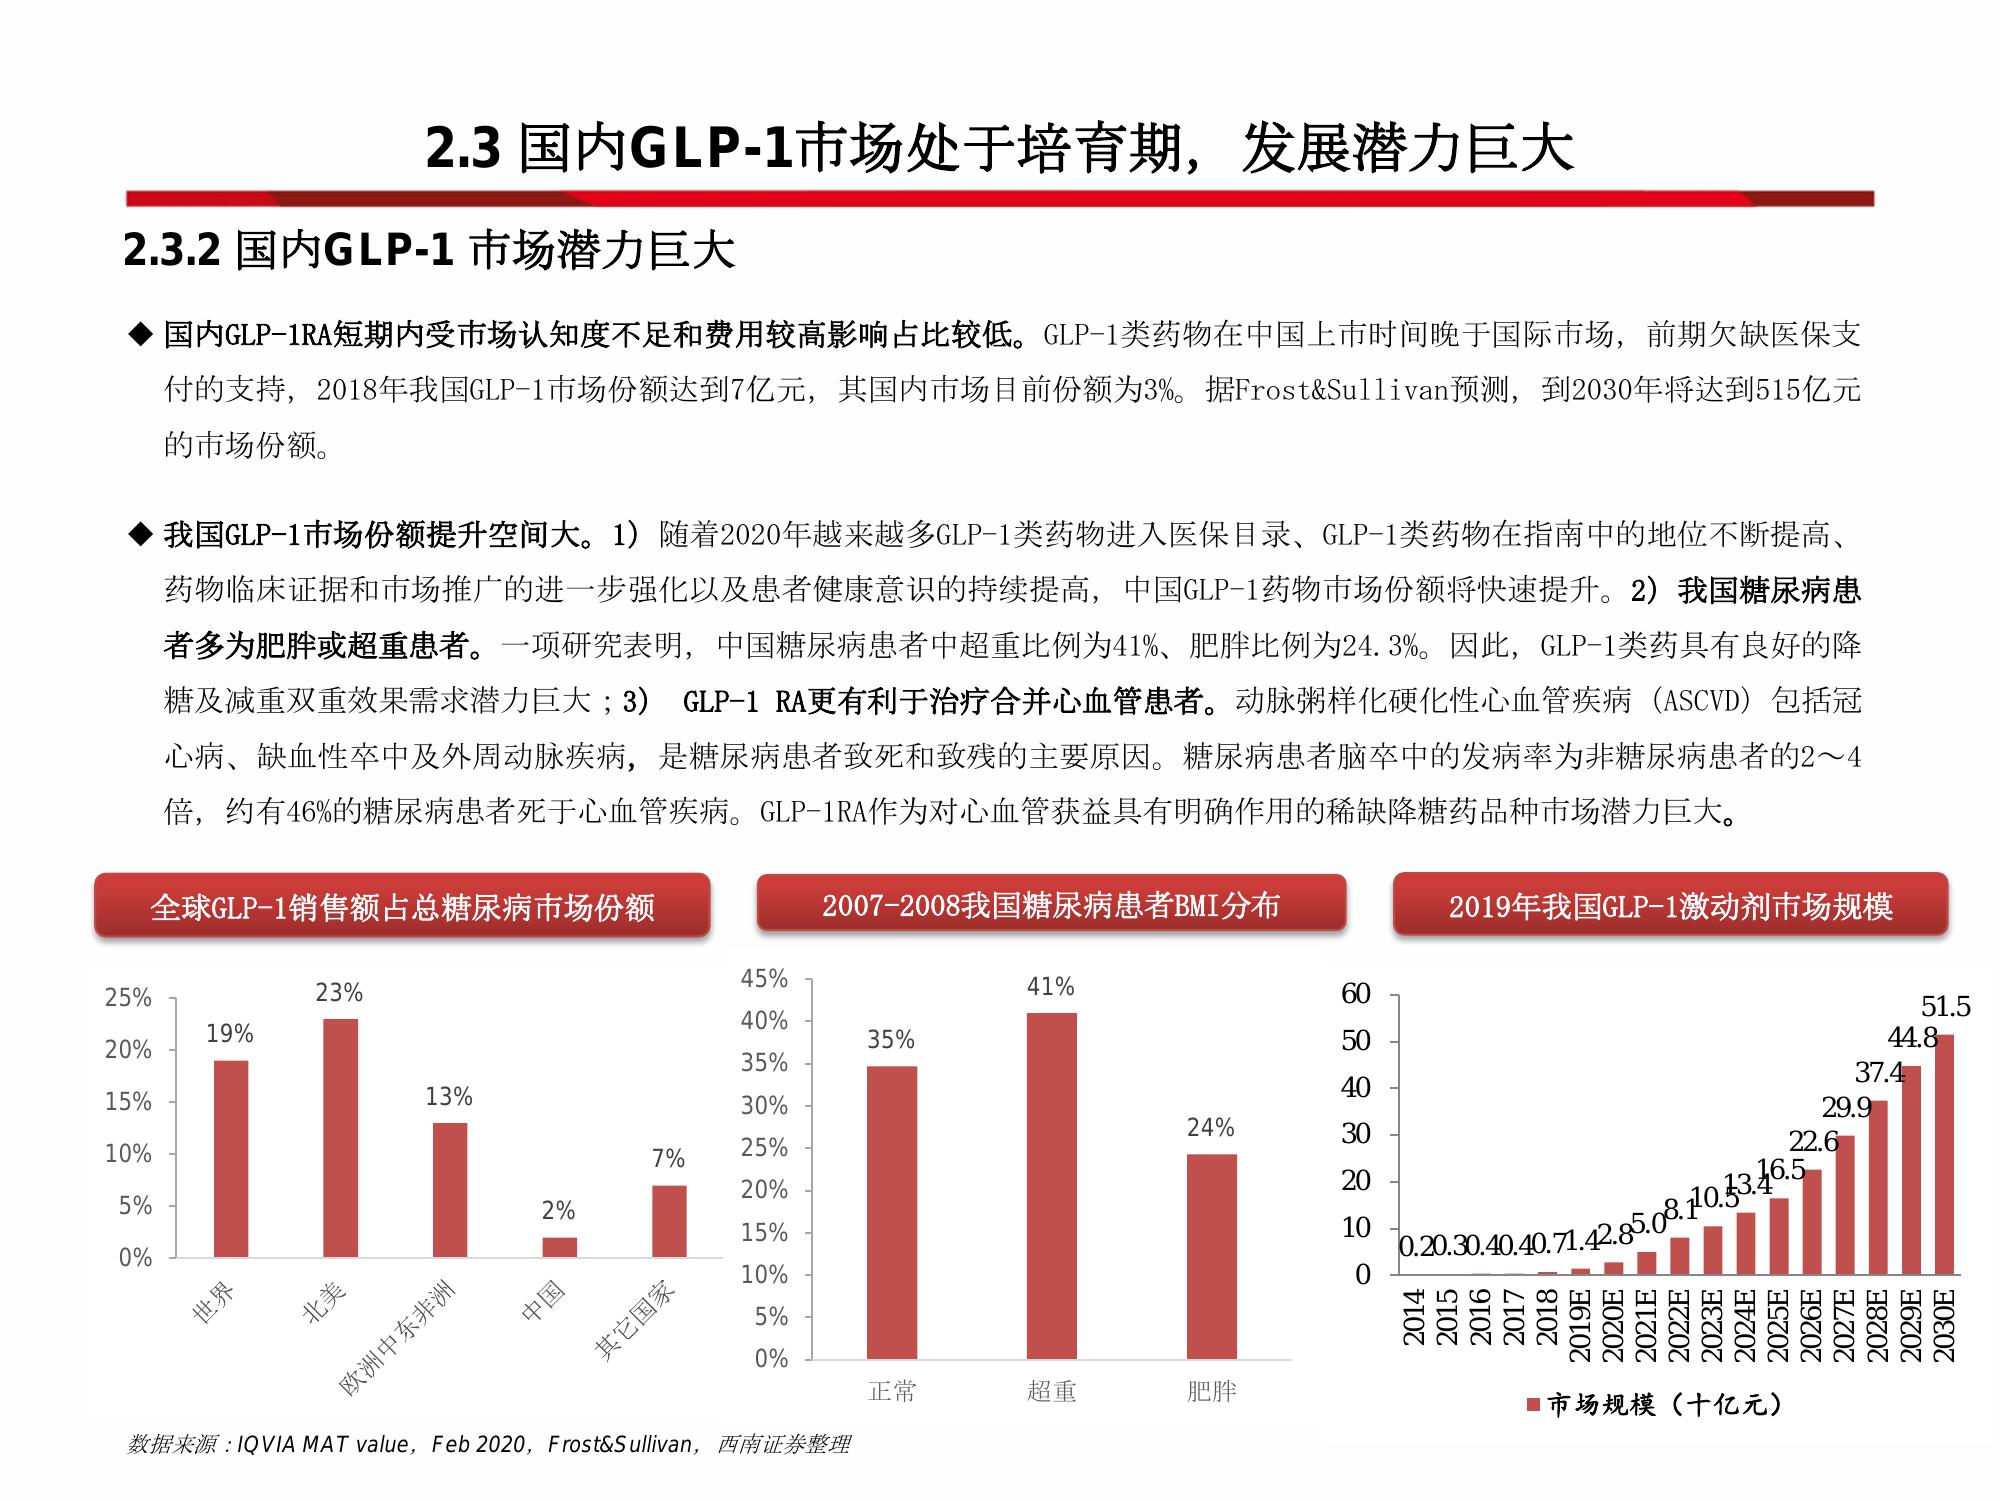 2.3 国内GLP-1市场处于培育期，发展潜力巨大
2.3.2 国内GLP-1 市场潜力巨大
◆ 国内GLP-1RA短期内受市场认知度不足和费用较高影响占比较低。GLP-1类药物在中国上市时间晚于国际市场，前期欠缺医保支
付的支持，2018年我国GLP-1市场份额达到7亿元，其国内市场目前份额为3%。据Frost&Sullivan预测，到2030年将达到515亿元
的市场份额。
◆ 我国GLP-1市场份额提升空间大。1）随着2020年越来越多GLP-1类药物进入医保目录、GLP-1类药物在指南中的地位不断提高、
药物临床证据和市场推广的进一步强化以及患者健康意识的持续提高，中国GLP-1药物市场份额将快速提升。2）我国糖尿病患
者多为肥胖或超重患者。一项研究表明，中国糖尿病患者中超重比例为41%、肥胖比例为24.3%。因此，GLP-1类药具有良好的降
糖及减重双重效果需求潜力巨大；3） GLP-1 RA更有利于治疗合并心血管患者。动脉粥样化硬化性心血管疾病（ASCVD）包括冠
心病、缺血性卒中及外周动脉疾病，是糖尿病患者致死和致残的主要原因。糖尿病患者脑卒中的发病率为非糖尿病患者的2～4
倍，约有46%的糖尿病患者死于心血管疾病。GLP-1RA作为对心血管获益具有明确作用的稀缺降糖药品种市场潜力巨大。
全球GLP-1销售额占总糖尿病市场份额
25%
20%
15%
10%
5%
0%
19%
23%
13%
2%
7%
世界
北美
欧洲中东非洲
中国
其它国家
2007-2008我国糖尿病患者BMI分布
45%
40%
35%
30%
25%
20%
15%
10%
5%
0%
35%
41%
24%
正常
超重
肥胖
2019年我国GLP-1激动剂市场规模
60
50
40
30
20
10
0
0.2
0.3
0.4
0.4
0.7
1.4
2.8
5.0
8.1
10.5
13.4
16.5
22.6
29.9
37.4
44.8
51.5
2014
2015
2016
2017
2018
2019E
2020E
2021E
2022E
2023E
2024E
2025E
2026E
2027E
2028E
2029E
2030E
市场规模（十亿元）
数据来源：IQVIA MAT value，Feb 2020，Frost&Sullivan， 西南证券整理